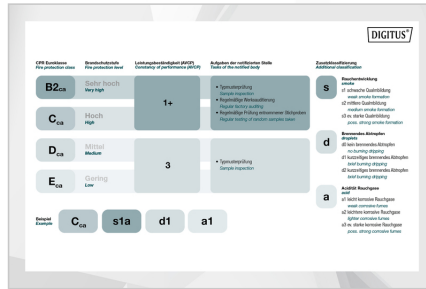 DIGITUS®
CPR Euroklasse
Fire protection class
Brandschutzstufe
Fire protection level
Leistungsbeständigkeit (AVCP)
Constancy of performance (AVCP)
Aufgaben der notifizierten Stelle
Tasks of the notified body
Zusatzklassifizierung
Additional classification
B2ca
Sehr hoch
Very high
Cca
Hoch
High
1+
• Typmusterprüfung
Sample inspection
• Regelmäßige Werksauditierung
Regular factory auditing
• Regelmäßige Prüfung entnommener Stichproben
Regular testing of random samples taken
Dca
Mittel
Medium
Eca
Gering
Low
3
• Typmusterprüfung
Sample inspection
s
Rauchentwicklung
smoke
s1 schwache Qualmbildung
weak smoke formation
s2 mittlere Qualmbildung
medium smoke formation
s3 ev. starke Qualmbildung
poss. strong smoke formation
d
Brennendes Abtropfen
droplets
d0 kein brennendes Abtropfen
no burning dripping
d1 kurzzeitiges brennendes Abtropfen
brief burning dripping
d2 kurzzeitiges brennendes Abtropfen
brief burning dripping
a
Acidität Rauchgase
acid
a1 leicht korrosive Rauchgase
weak corrosive fumes
a2 leichtere korrosive Rauchgase
lighter corrosive fumes
a3 ev. starke korrosive Rauchgase
poss. strong corrosive fumes
Beispiel
Example
Cca
s1a
d1
a1